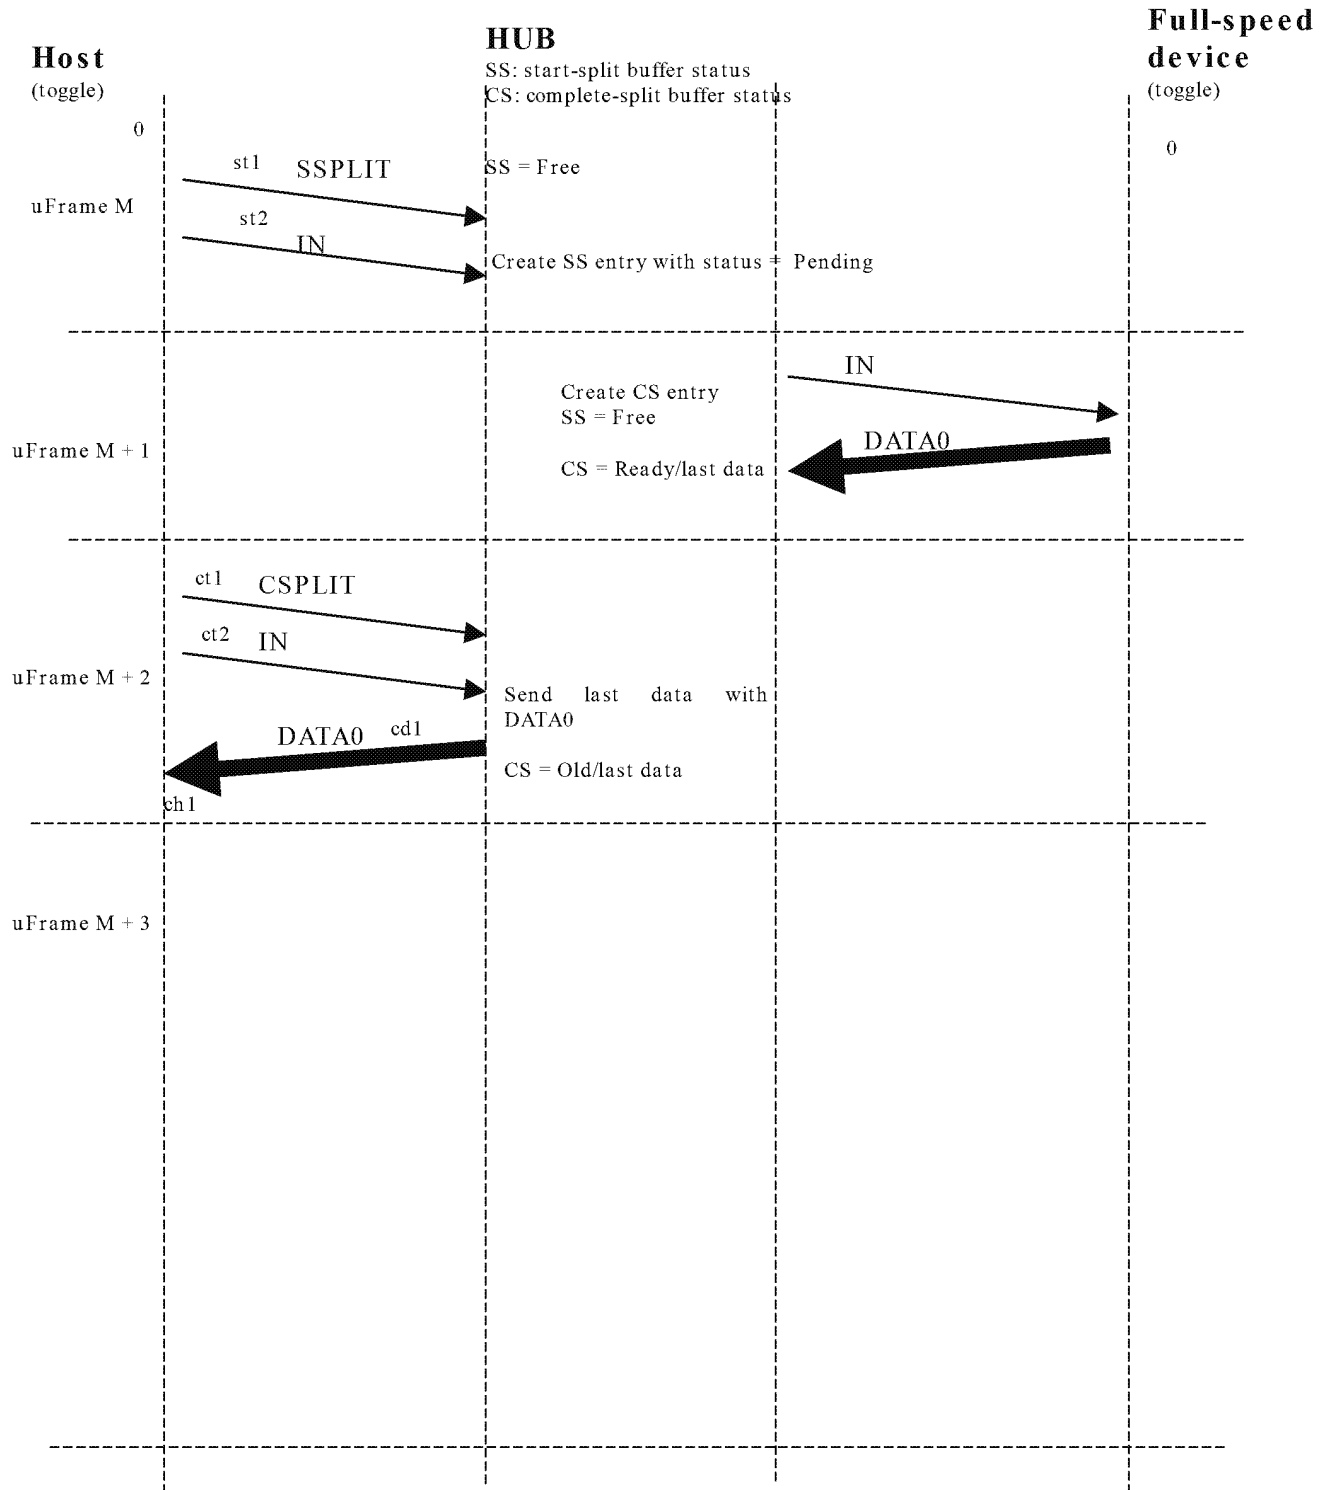 Host
(toggle)
HUB
SS: start-split buffer status
CS: complete-split buffer status
Full-speed
device
(toggle)
0
0
st1 SSPLIT
SS = Free
uFrame M
st2
IN
Create SS entry with status = Pending
IN
Create CS entry
SS = Free
DATA0
uFrame M + 1
CS = Ready/last data
ct1 CSPLIT
ct2 IN
uFrame M + 2
Send last data with
DATA0
DATA0 cd1
CS = Old/last data
ch1
uFrame M + 3